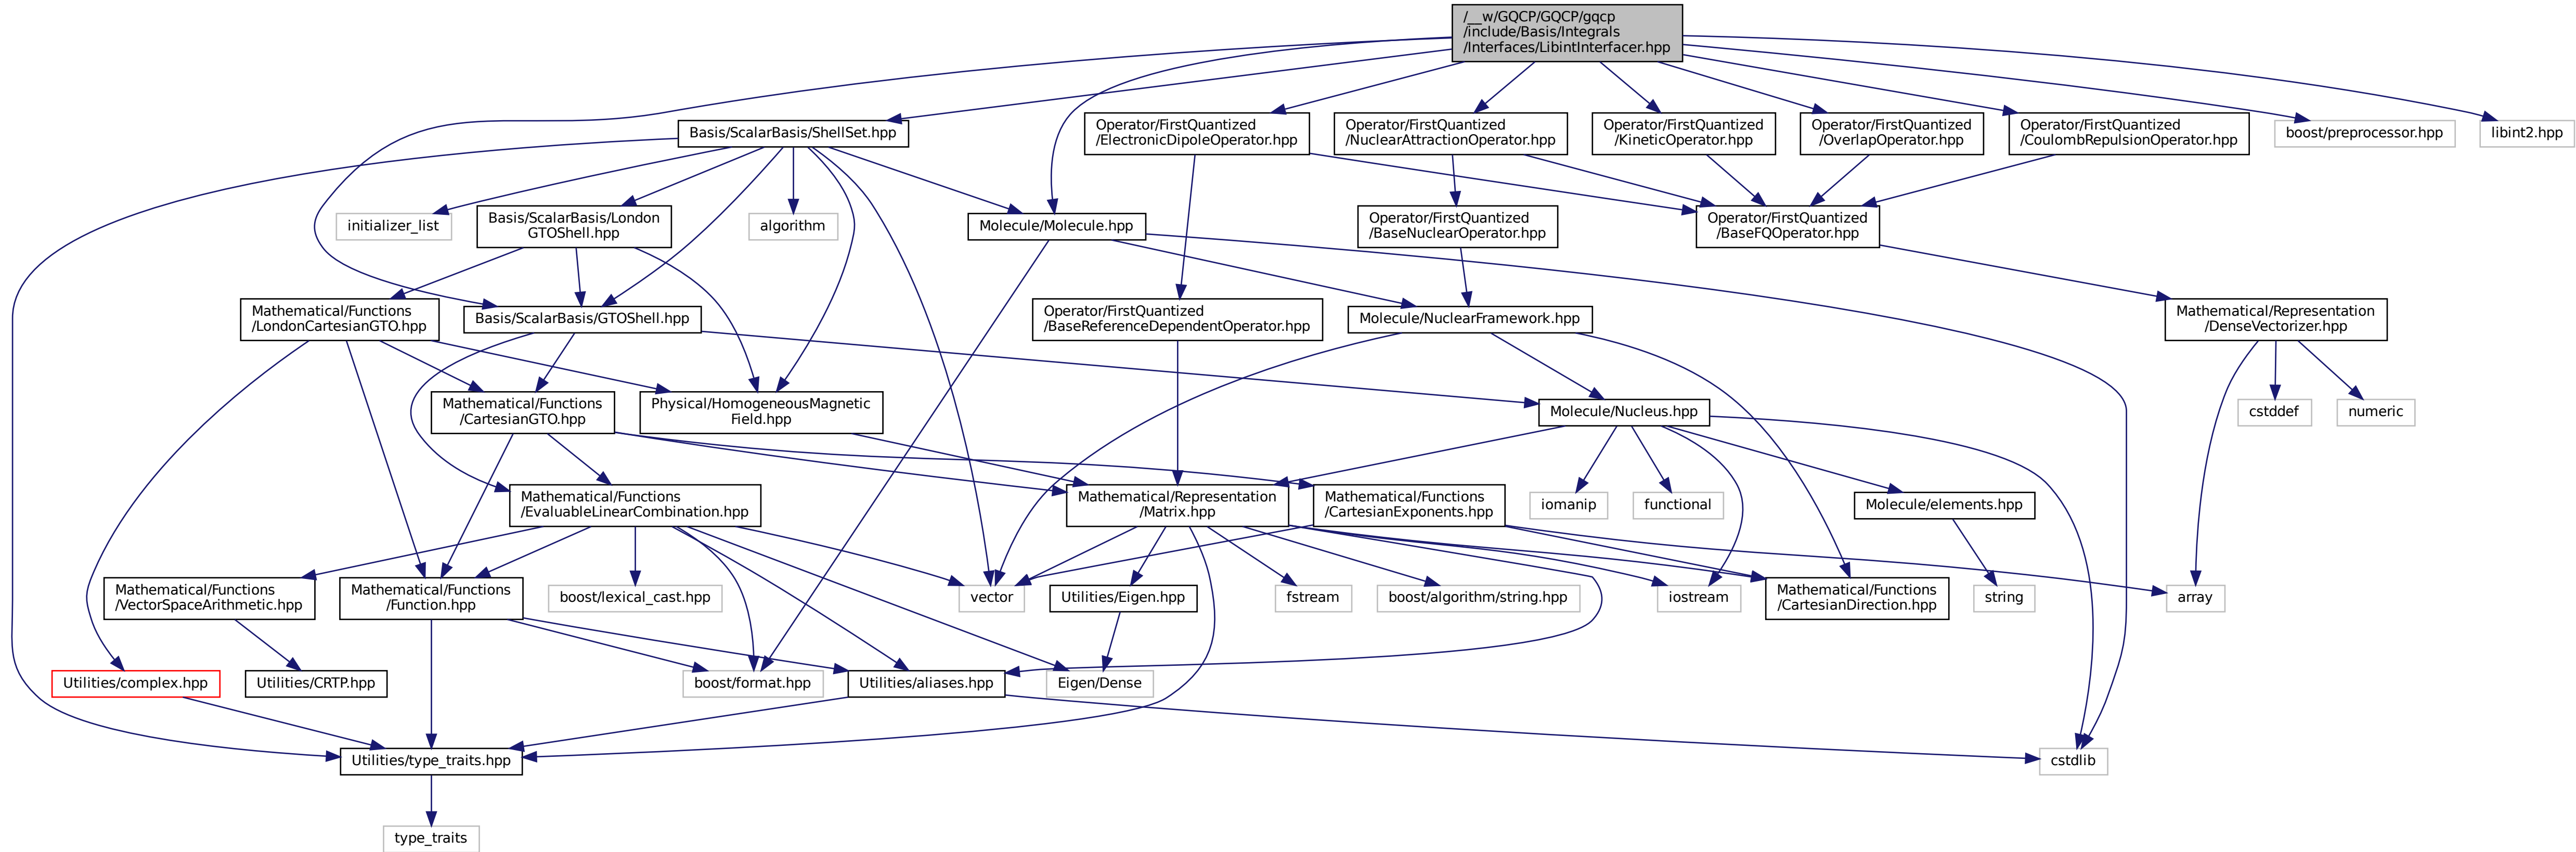 /__w/GQCP/GQCP/gqcp
/include/Basis/Integrals
/Interfaces/LibintInterfacer.hpp
Basis/ScalarBasis/ShellSet.hpp
Operator/FirstQuantized
/ElectronicDipoleOperator.hpp
Operator/FirstQuantized
/NuclearAttractionOperator.hpp
Operator/FirstQuantized
/KineticOperator.hpp
Operator/FirstQuantized
/OverlapOperator.hpp
Operator/FirstQuantized
/CoulombRepulsionOperator.hpp
boost/preprocessor.hpp
libint2.hpp
initializer_list
Basis/ScalarBasis/London
GTOShell.hpp
algorithm
Molecule/Molecule.hpp
Operator/FirstQuantized
/BaseNuclearOperator.hpp
Operator/FirstQuantized
/BaseFQOperator.hpp
Mathematical/Functions
/LondonCartesianGTO.hpp
Basis/ScalarBasis/GTOShell.hpp
Operator/FirstQuantized
/BaseReferenceDependentOperator.hpp
Molecule/NuclearFramework.hpp
Mathematical/Representation
/DenseVectorizer.hpp
Mathematical/Functions
/CartesianGTO.hpp
Physical/HomogeneousMagnetic
Field.hpp
Molecule/Nucleus.hpp
cstddef
numeric
Mathematical/Functions
/EvaluableLinearCombination.hpp
Mathematical/Representation
/Matrix.hpp
Mathematical/Functions
/CartesianExponents.hpp
iomanip
functional
Molecule/elements.hpp
Mathematical/Functions
/VectorSpaceArithmetic.hpp
Mathematical/Functions
/Function.hpp
boost/lexical_cast.hpp
vector
Utilities/Eigen.hpp
fstream
boost/algorithm/string.hpp
iostream
Mathematical/Functions
/CartesianDirection.hpp
string
array
Utilities/complex.hpp
Utilities/CRTP.hpp
boost/format.hpp
Utilities/aliases.hpp
Eigen/Dense
Utilities/type_traits.hpp
cstdlib
type_traits